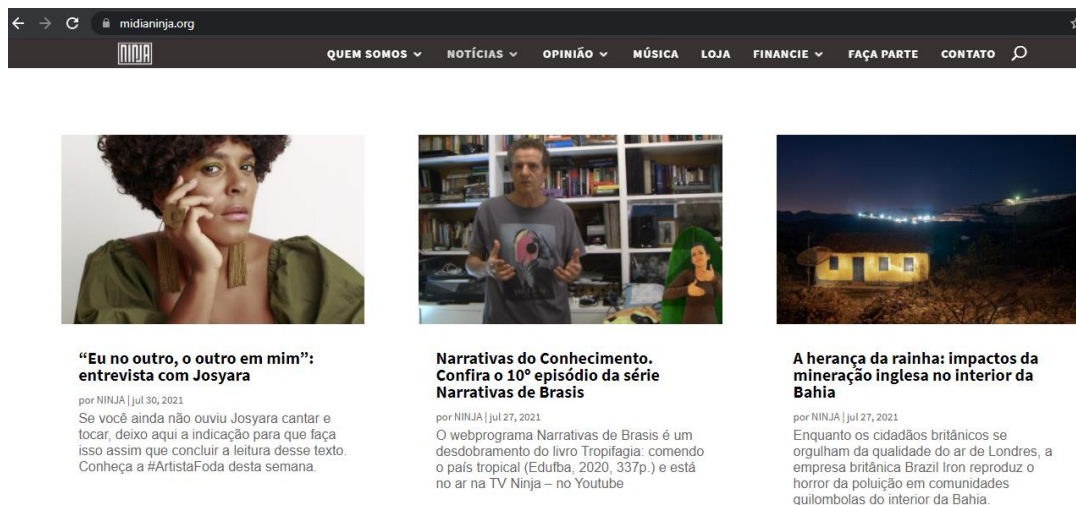 midianinja.org
NINJA QUEM SOMOS NOTÍCIAS OPINIÃO MÚSICA LOJA FINANCIE FAÇA PARTE CONTATO
“Eu no outro, o outro em mim”:
entrevista com Josyara
por NINJA | jul 30, 2021
Se você ainda não ouviu Josyara cantar e
tocar, deixo aqui a indicação para que faça
isso assim que concluir a leitura desse texto.
Conheça a #ArtistaFoda desta semana.
Narrativas do Conhecimento.
Confira o 10º episódio da série
Narrativas de Brasis
por NINJA | jul 27, 2021
O webprograma Narrativas de Brasis é um
desdobramento do livro Tropifagia: comendo
o país tropical (Edufba, 2020, 337p.) e está
no ar na TV Ninja – no Youtube
A herança da rainha: impactos da
mineração inglesa no interior da
Bahia
por NINJA | jul 27, 2021
Enquanto os cidadãos britânicos se
orgulham da qualidade do ar de Londres, a
empresa britânica Brazil Iron reproduz o
horror da poluição em comunidades
quilombolas do interior da Bahia.